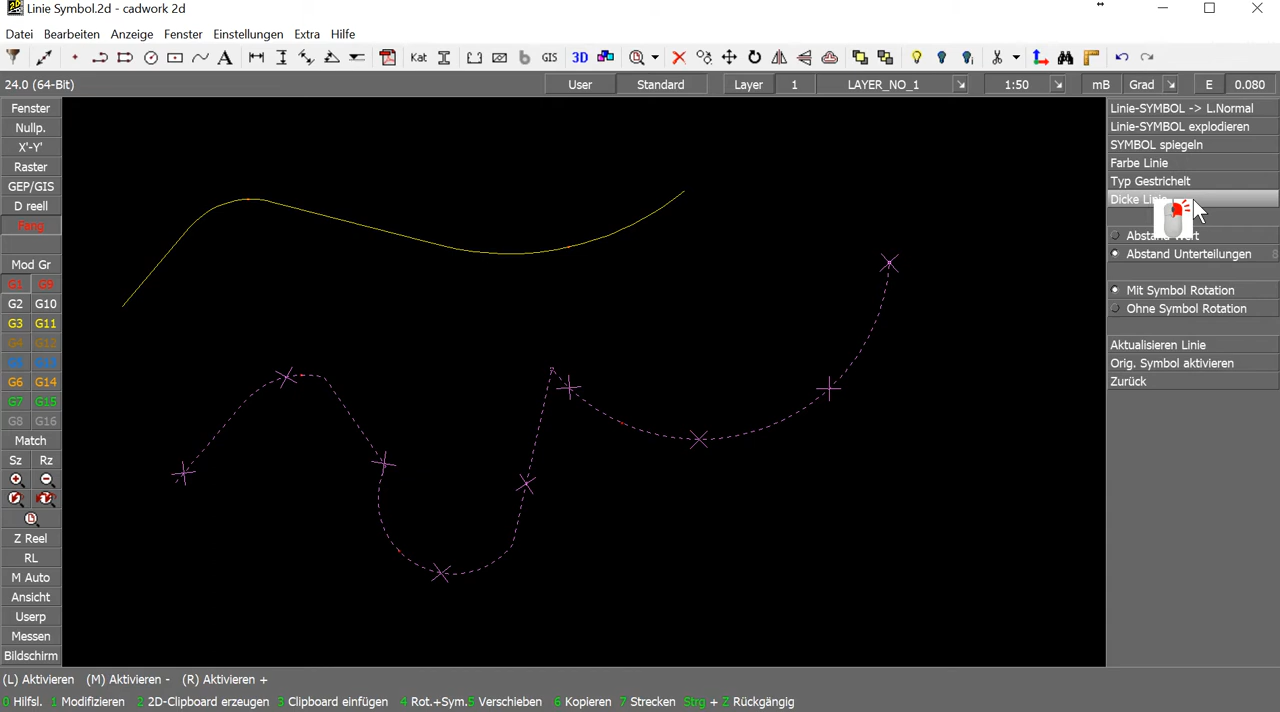 Linie Symbol.2d - cadwork 2d
Datei Bearbeiten Anzeige Fenster Einstellungen Extra Hilfe
Kat GIS 3D
24.0 (64-Bit) User Standard Layer 1 LAYER_NO_1 1:50 mB Grad E 0.080
Fenster
Nullp.
X'-Y'
Raster
GEP/GIS
D reell
Fang
Mod Gr
G1 G9
G2 G10
G3 G11
G4 G12
G6 G14
G7 G15
G8 G16
Match
Sz Rz
Z Reel
RL
M Auto
Ansicht
Userp
Messen
Bildschirm
Linie-SYMBOL -> L.Normal
Linie-SYMBOL explodieren
SYMBOL spiegeln
Farbe Linie
Typ Gestrichelt
Dicke
Abstand
Abstand Unterteilungen 8
Mit Symbol Rotation
Ohne Symbol Rotation
Aktualisieren Linie
Orig. Symbol aktivieren
Zurück
(L) Aktivieren (M) Aktivieren - (R) Aktivieren +
0 Hilfsl. 1 Modifizieren 2 2D-Clipboard erzeugen 3 Clipboard einfügen 4 Rot.+Sym. 5 Verschieben 6 Kopieren 7 Strecken Strg + Z Rückgängig